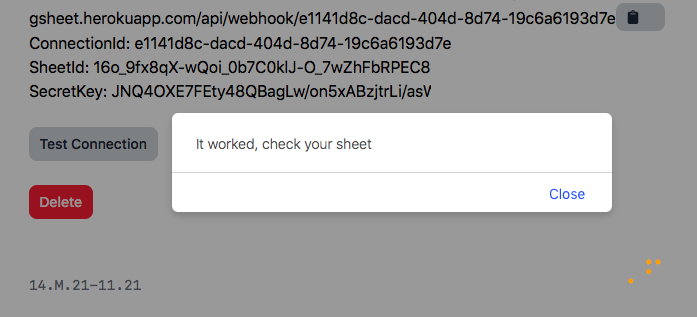 gsheet.herokuapp.com/api/webhook/e1141d8c-dacd-404d-8d74-19c6a6193d7e
ConnectionId: e1141d8c-dacd-404d-8d74-19c6a6193d7e
SheetId: 16o_9fx8qX-wQoi_0b7C0klJ-O_7wZhFbRPEC8
SecretKey: JNQ4OXE7FEty48QBagLw/on5xABzjtrLi/asW
Test Connection
It worked, check your sheet
Close
Delete
14.M.21-11.21